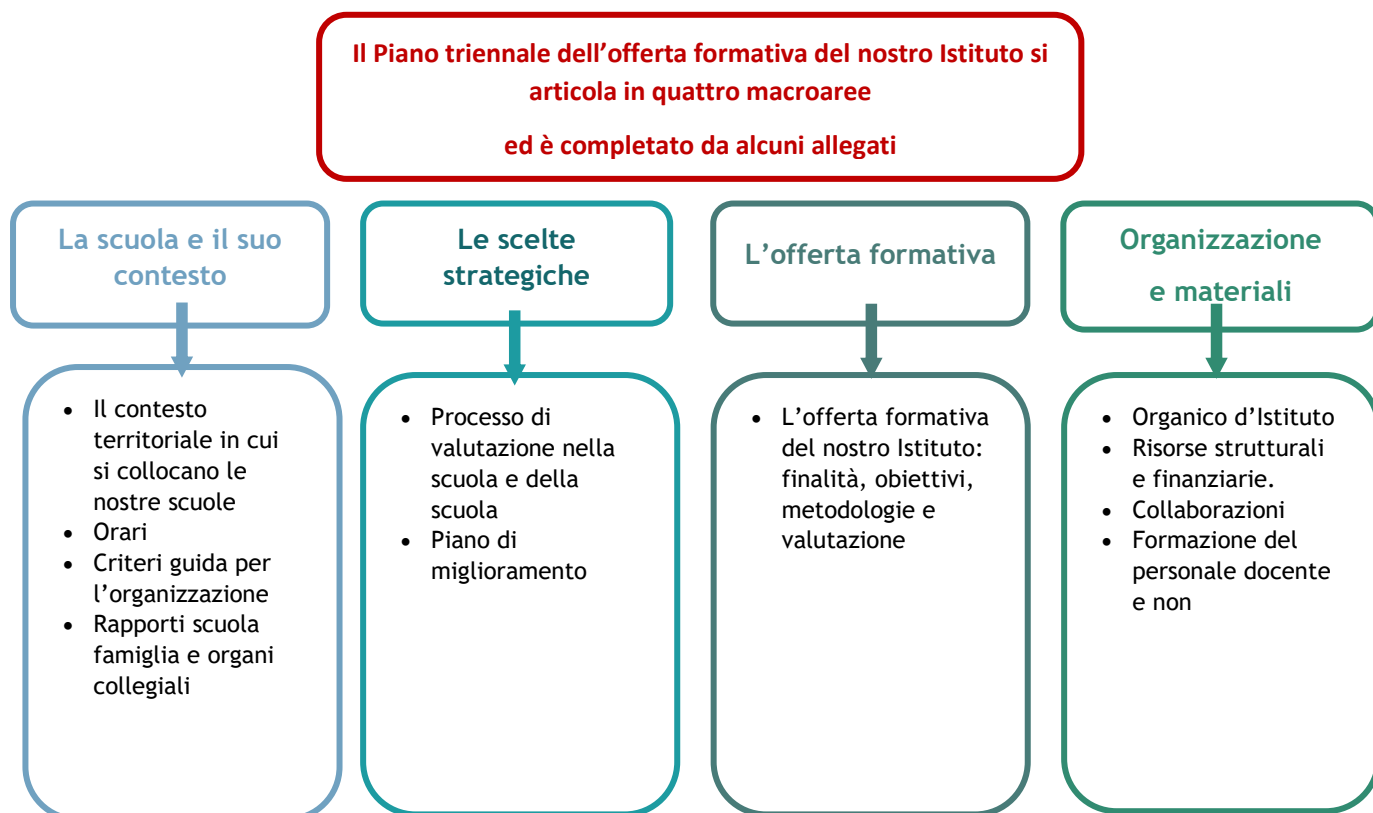 Il Piano triennale dell’offerta formativa del nostro Istituto si
articola in quattro macroaree
ed è completato da alcuni allegati
La scuola e il suo
contesto
Le scelte
strategiche
L’offerta formativa
Organizzazione
e materiali
• Il contesto
territoriale in cui
si collocano le
nostre scuole
• Orari
• Criteri guida per
l’organizzazione
• Rapporti scuola
famiglia e organi
collegiali
• Processo di
valutazione nella
scuola e della
scuola
• Piano di
miglioramento
• L’offerta formativa
del nostro Istituto:
finalità, obiettivi,
metodologie e
valutazione
• Organico d’Istituto
• Risorse strutturali
e finanziarie.
• Collaborazioni
• Formazione del
personale docente
e non